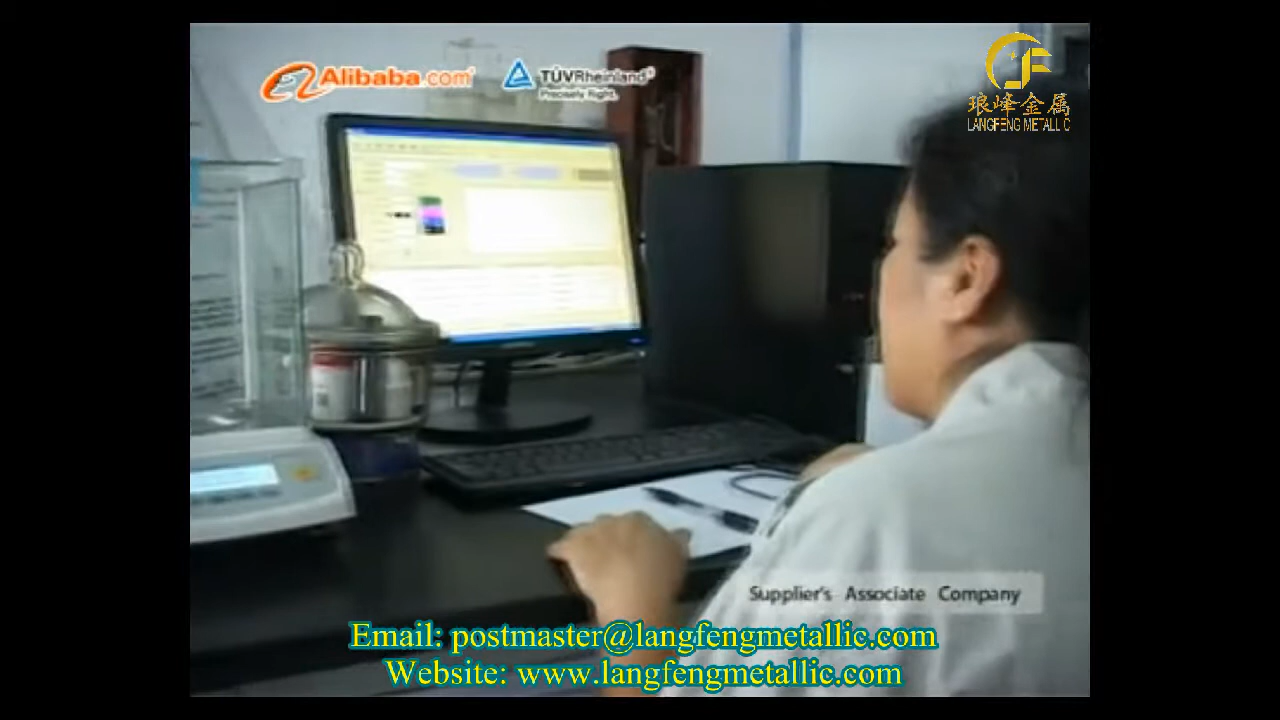 Alibaba.com
TÜVRheinland®
Precisely Right.
琅峰金属
LANGFENG METALLIC
Supplier's Associate Company
Email: postmaster@langfengmetallic.com
Website: www.langfengmetallic.com